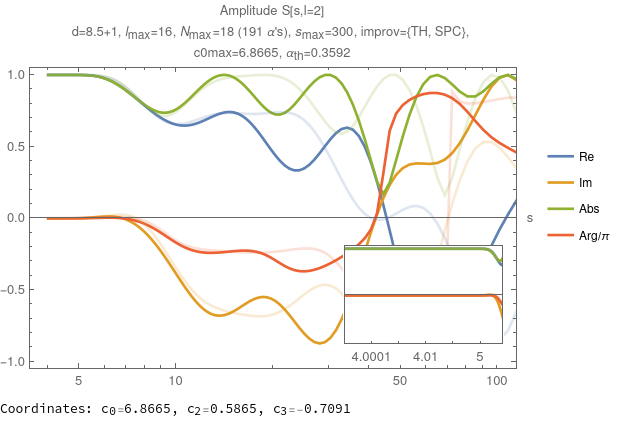 Amplitude S[s,l=2]
d=8.5+1, lmax=16, Nmax=18 (191 α's), smax=300, improv={TH, SPC},
c0max=6.8665, αth=0.3592
1.0
0.5
0.0
−0.5
−1.0
s
4.0001 4.01 5
5 10 50 100
Re
Im
Abs
Arg/π
Coordinates: c0=6.8665, c2=0.5865, c3=−0.7091